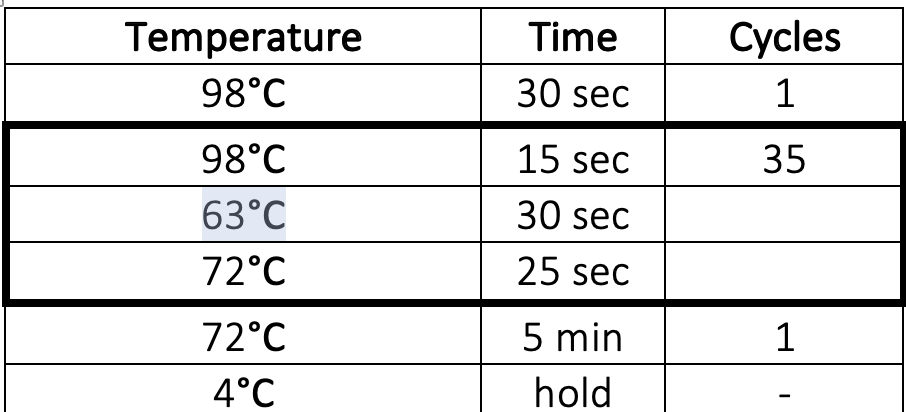 Temperature Time Cycles
98°C 30 sec 1
98°C 15 sec 35
63°C 30 sec
72°C 25 sec
72°C 5 min 1
4°C hold -